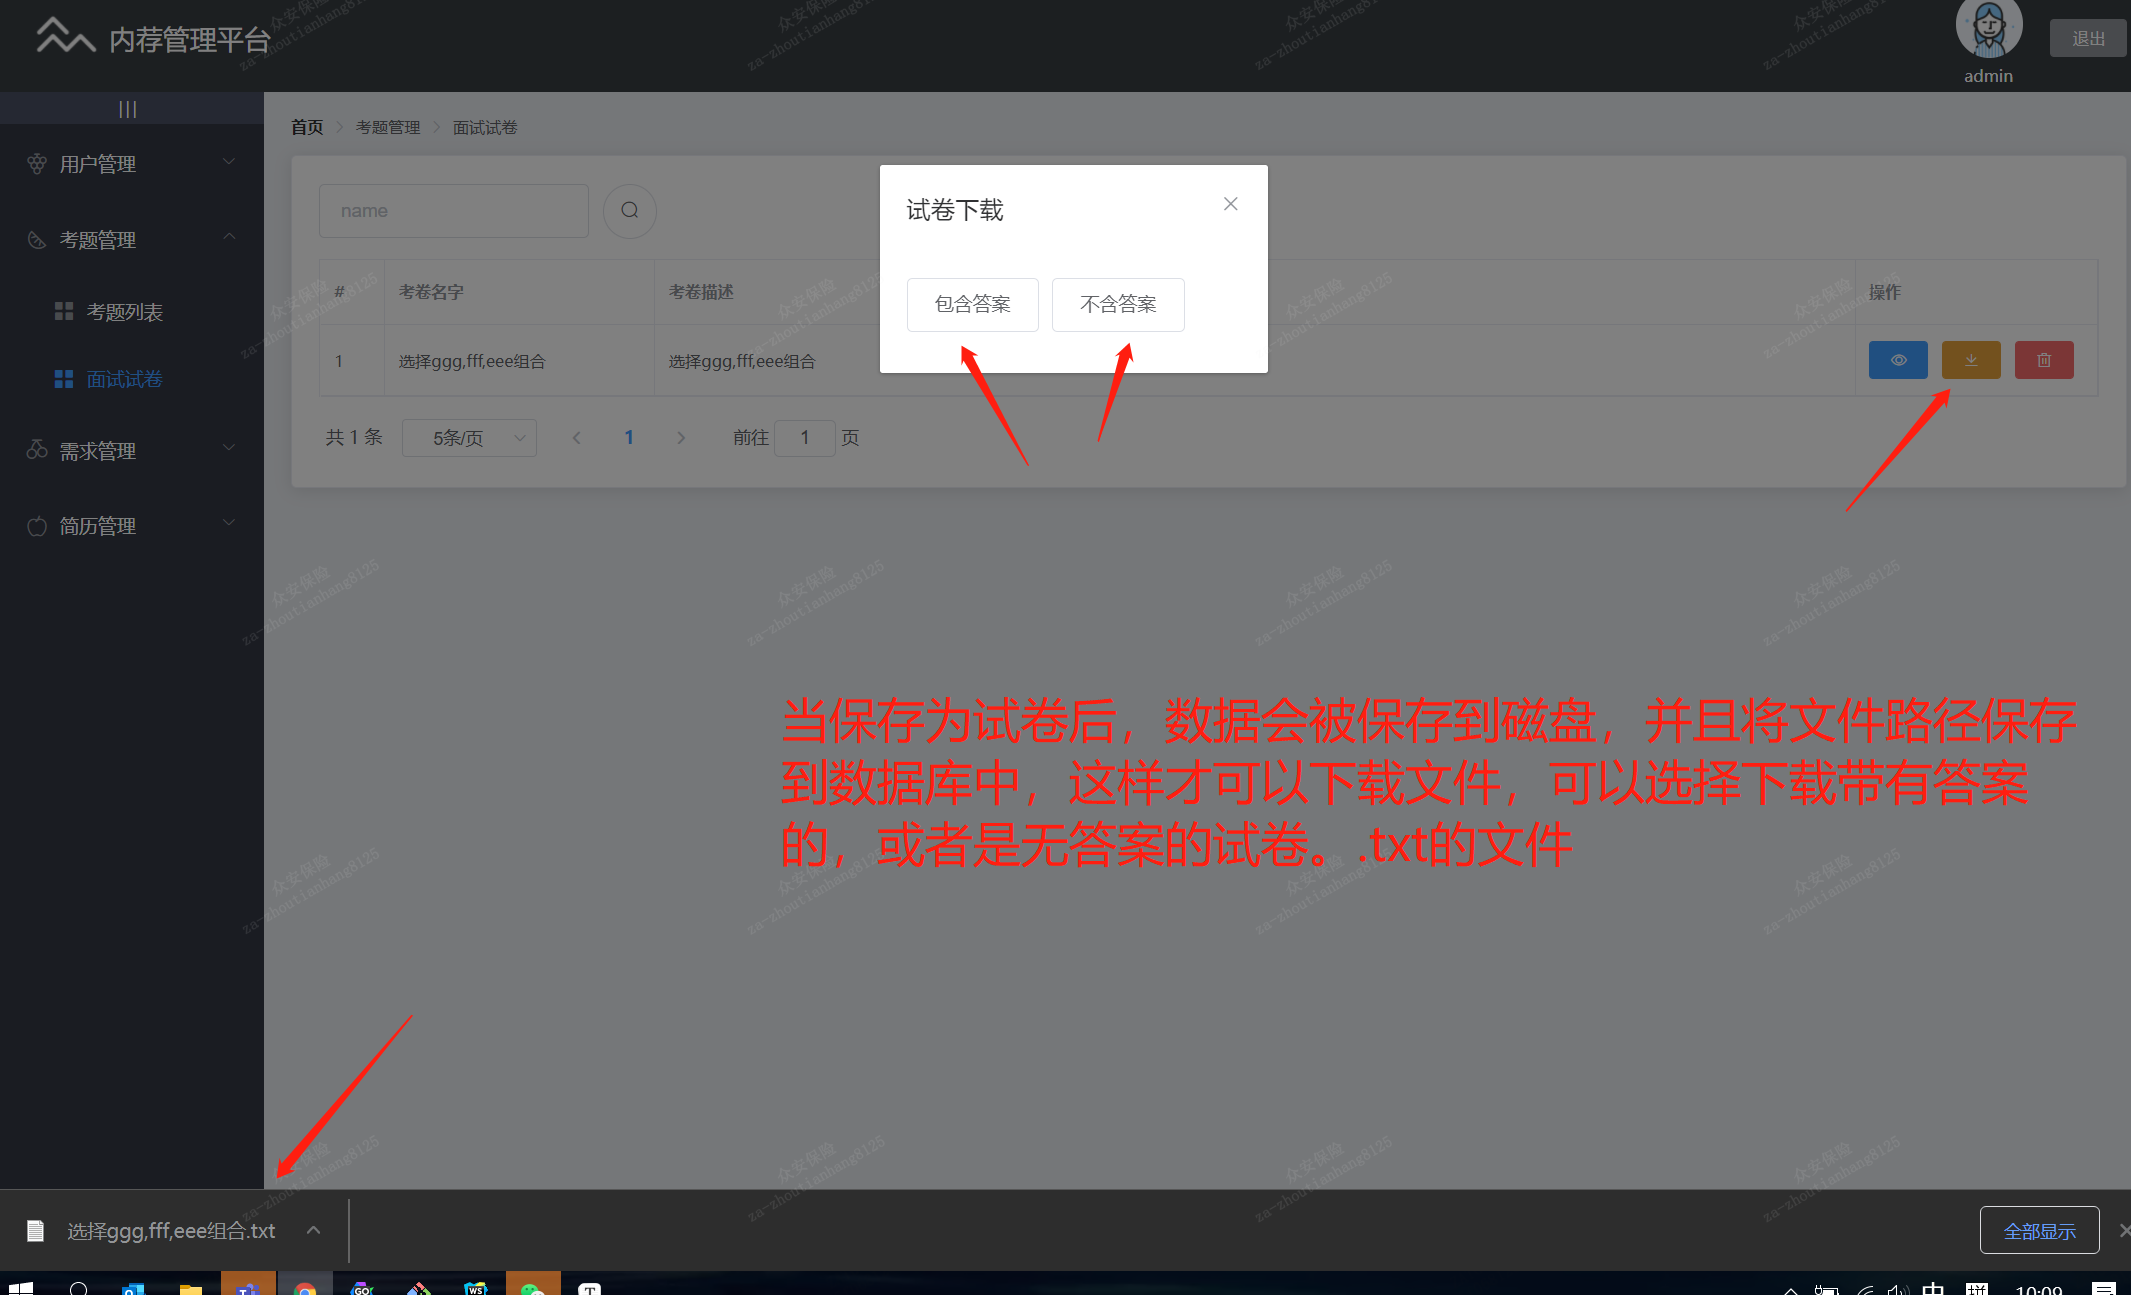 内荐管理平台
退出
admin
|||
首页
考题管理
面试试卷
用户管理
考题管理
考题列表
面试试卷
需求管理
简历管理
name
试卷下载
包含答案
不含答案
#
考卷名字
考卷描述
操作
1
选择ggg,fff,eee组合
选择ggg,fff,eee组合
共 1 条
5条/页
1
前往
1
页
当保存为试卷后，数据会被保存到磁盘，并且将文件路径保存
到数据库中，这样才可以下载文件，可以选择下载带有答案
的，或者是无答案的试卷。.txt的文件
众安保险
za-zhoutianhang8125
选择ggg,fff,eee组合.txt
全部显示
中
拼
10:09